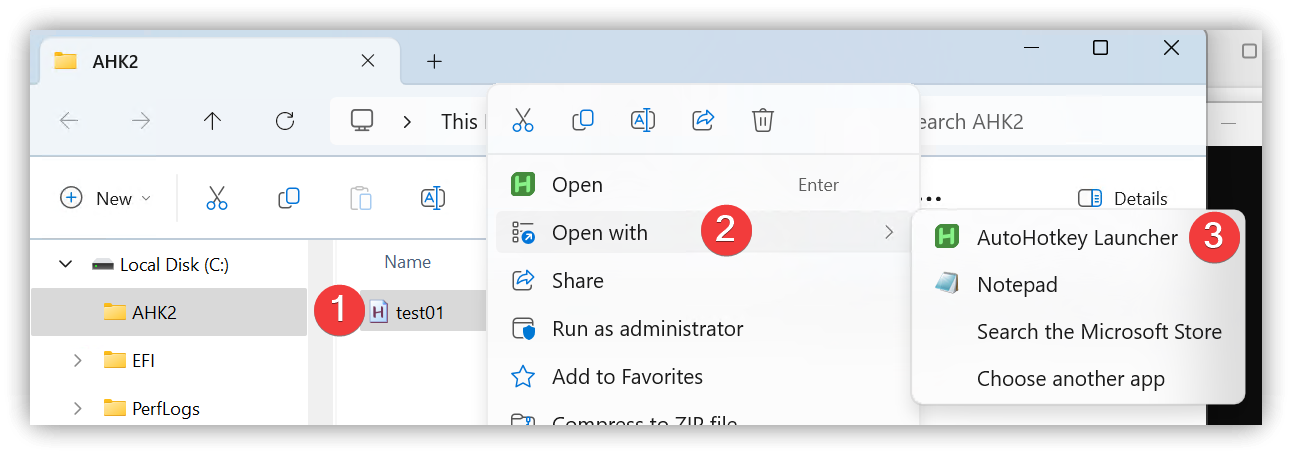 AHK2
This
earch AHK2
New
Details
Open Enter
Open with 2
AutoHotkey Launcher 3
Notepad
Search the Microsoft Store
Choose another app
Share
Run as administrator
Add to Favorites
Compress to ZIP file
Name
1 test01
Local Disk (C:)
AHK2
EFI
PerfLogs